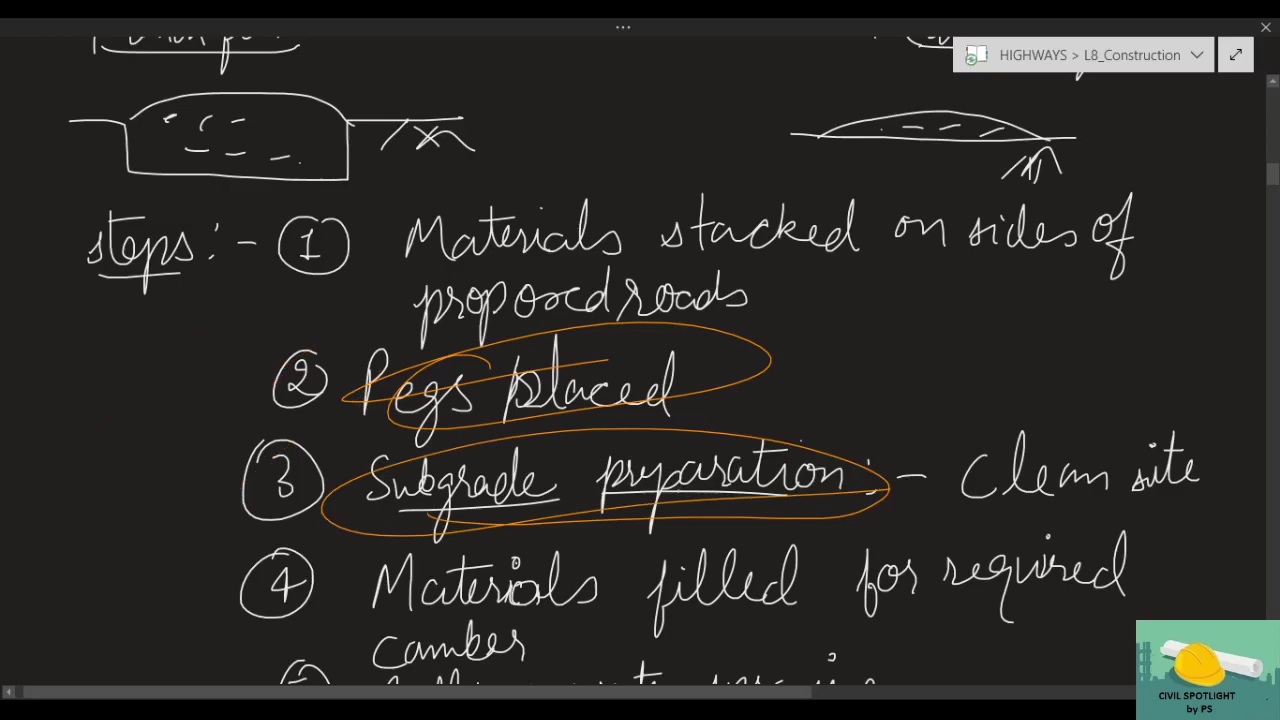 HIGHWAYS > L8_Construction
steps:- ① Materials stacked on sides of
proposed roads
② Pegs placed
③ Subgrade preparation:- Clean site
④ Materials filled for required
camber
CIVIL SPOTLIGHT
by PS